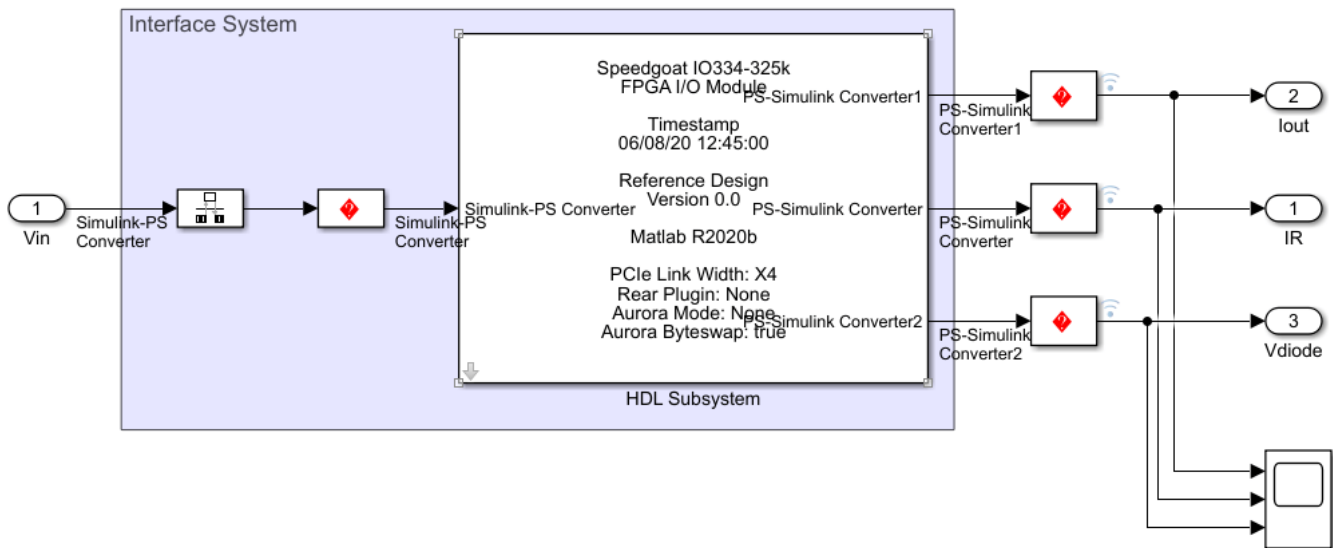 Interface System
Speedgoat IO334-325k
FPGA I/O Module
PS-Simulink Converter1
Timestamp
06/08/20 12:45:00
Reference Design
Version 0.0
Simulink-PS Converter
PS-Simulink Converter
Matlab R2020b
PCIe Link Width: X4
Rear Plugin: None
Aurora Mode: None
PS-Simulink Converter2
Aurora Byteswap: true
HDL Subsystem
1
Vin
Simulink-PS
Converter
Simulink-PS
Converter
PS-Simulink
Converter1
2
Iout
PS-Simulink
Converter
1
IR
PS-Simulink
Converter2
3
Vdiode